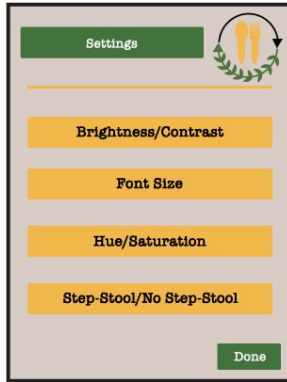 Settings
Brightness/Contrast
Font Size
Hue/Saturation
Step-Stool/No Step-Stool
Done